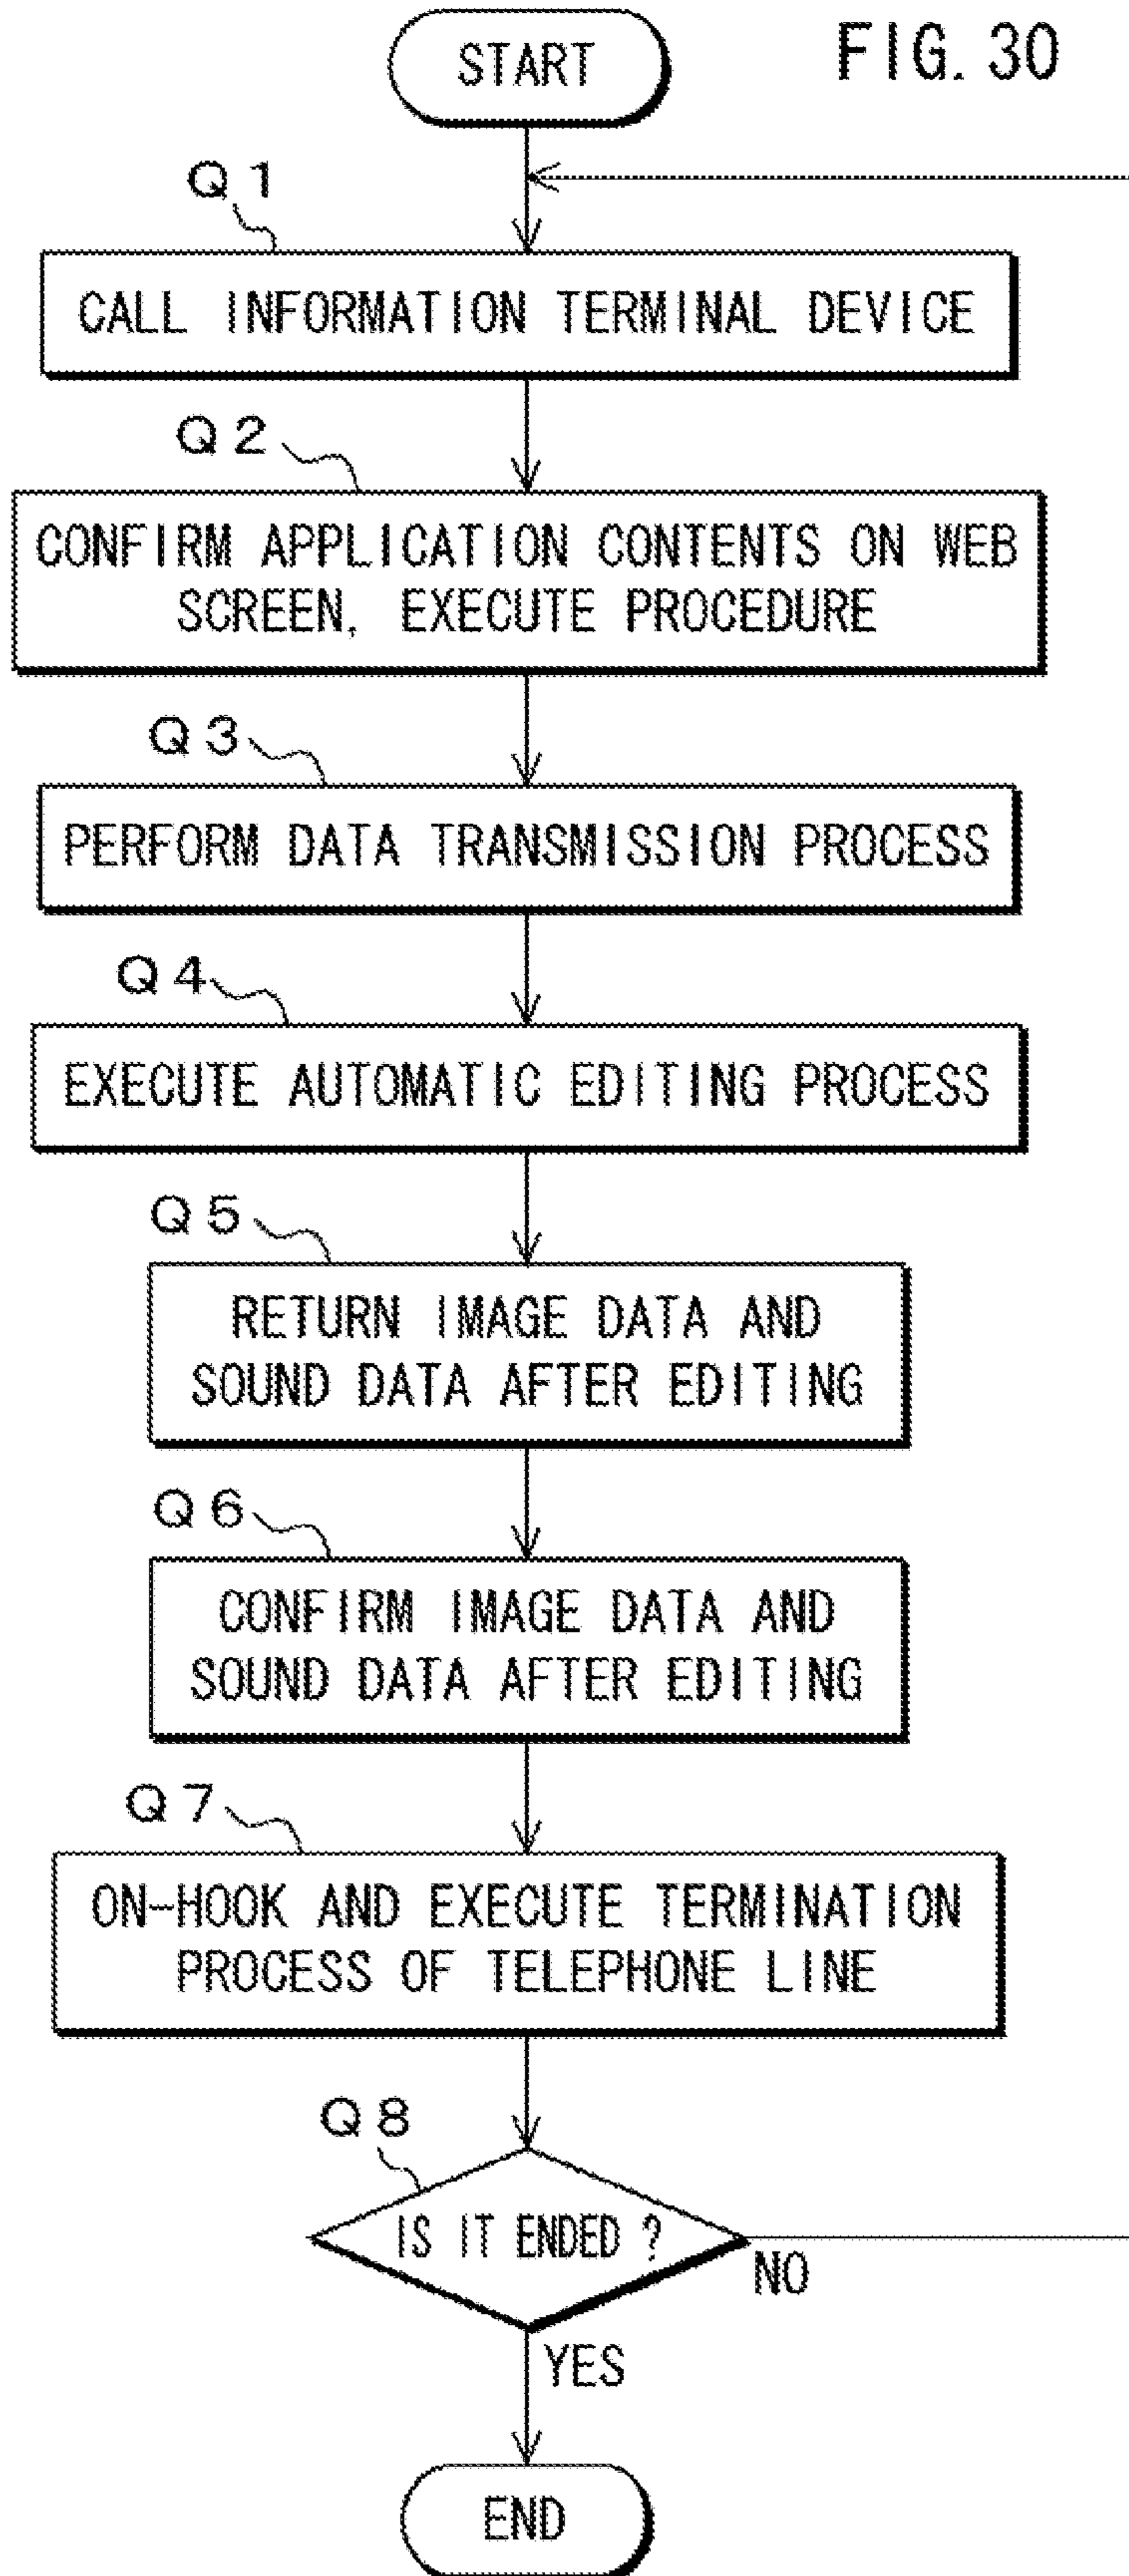 FIG. 30
START
Q1
CALL INFORMATION TERMINAL DEVICE
Q2
CONFIRM APPLICATION CONTENTS ON WEB
SCREEN, EXECUTE PROCEDURE
Q3
PERFORM DATA TRANSMISSION PROCESS
Q4
EXECUTE AUTOMATIC EDITING PROCESS
Q5
RETURN IMAGE DATA AND
SOUND DATA AFTER EDITING
Q6
CONFIRM IMAGE DATA AND
SOUND DATA AFTER EDITING
Q7
ON-HOOK AND EXECUTE TERMINATION
PROCESS OF TELEPHONE LINE
Q8
IS IT ENDED ?
NO
YES
END